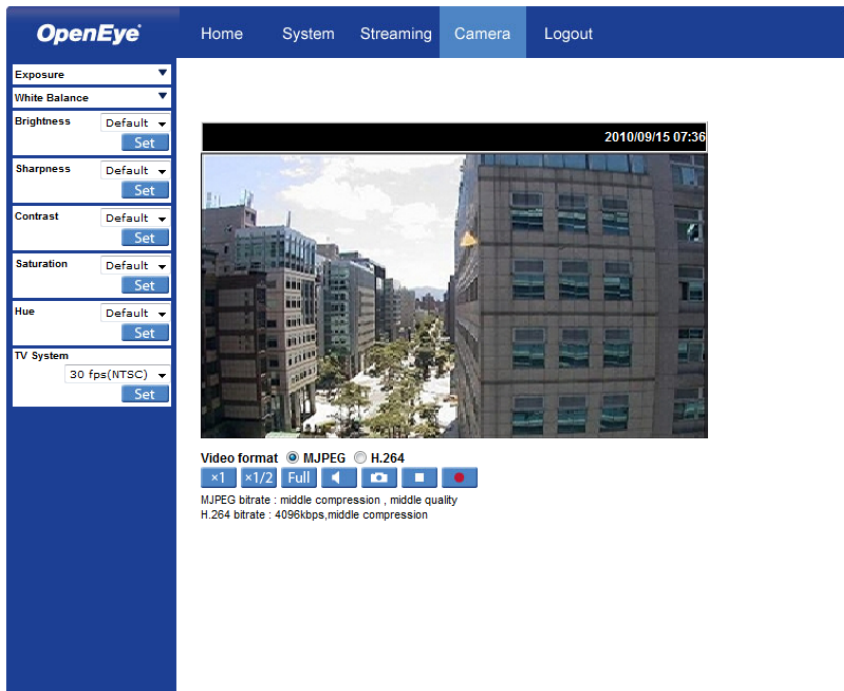 OpenEye
Home System Streaming Camera Logout
Exposure
White Balance
Brightness Default
Set
Sharpness Default
Set
Contrast Default
Set
Saturation Default
Set
Hue Default
Set
TV System
30 fps(NTSC)
Set
2010/09/15 07:36
Video format MJPEG H.264
×1 ×1/2 Full
MJPEG bitrate : middle compression , middle quality
H.264 bitrate : 4096kbps,middle compression